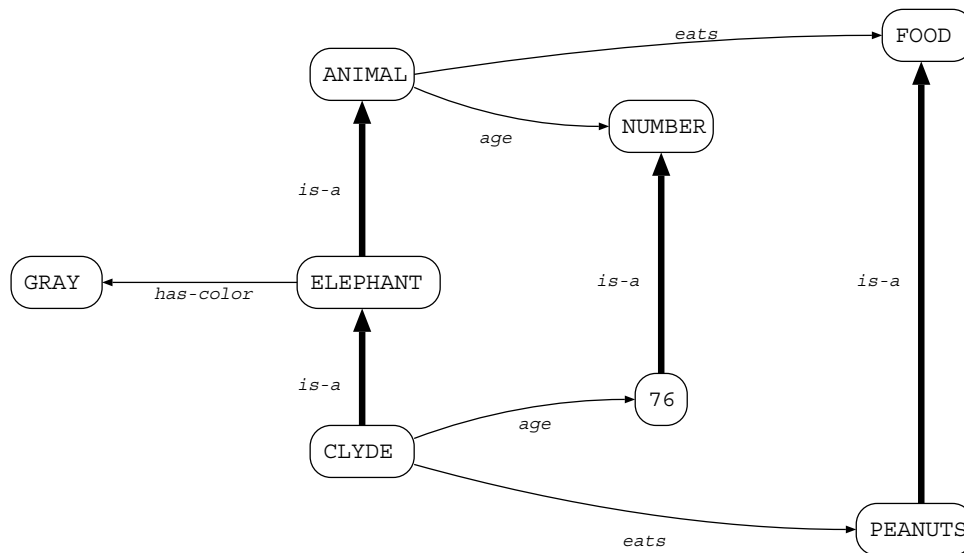 eats
FOOD
ANIMAL
age
NUMBER
is-a
GRAY
has-color
ELEPHANT
is-a
is-a
is-a
76
age
CLYDE
eats
PEANUTS